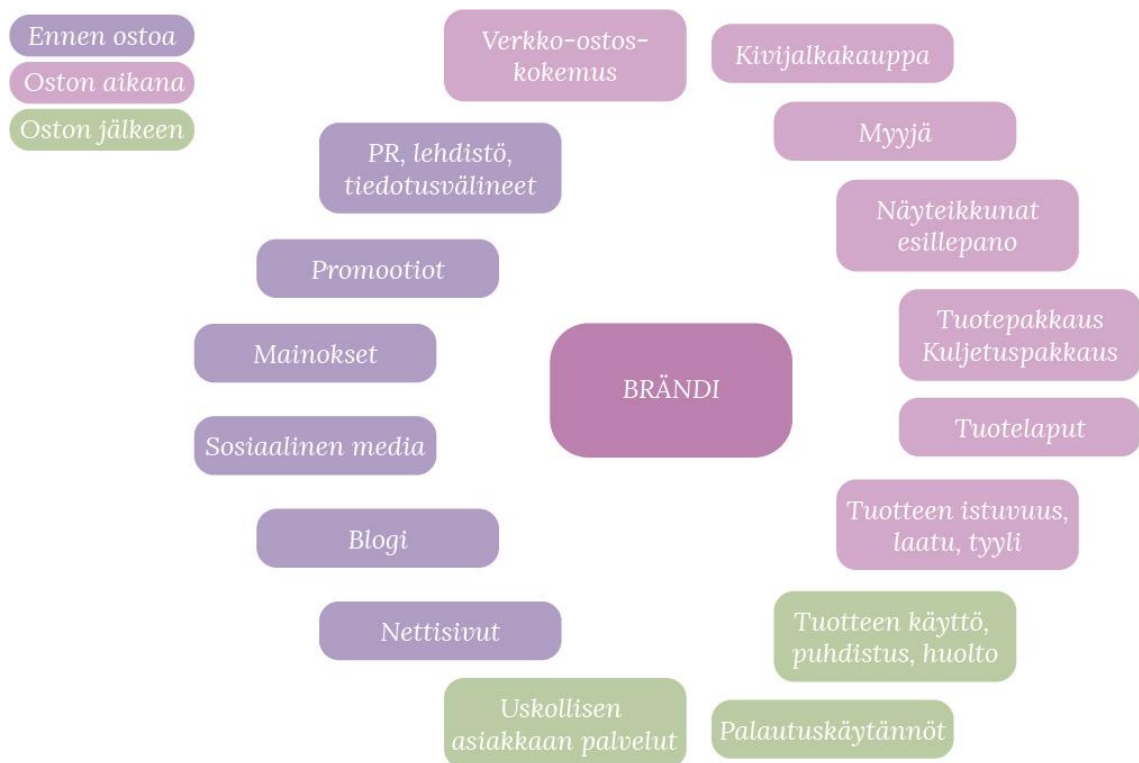 Ennen ostoa
Oston aikana
Oston jälkeen
Verkko-ostos-
kokemus
Kivijalkakauppa
Myyjä
Näyteikkunat
esillepano
Tuotepakkaus
Kuljetuspakkaus
Tuotelaput
Tuotteen istuvuus,
laatu, tyyli
Tuotteen käyttö,
puhdistus, huolto
Palautuskäytännöt
Uskollisen
asiakkaan palvelut
Nettisivut
Blogi
Sosiaalinen media
Mainokset
Promootiot
PR, lehdistö,
tiedotusvälineet
BRÄNDI